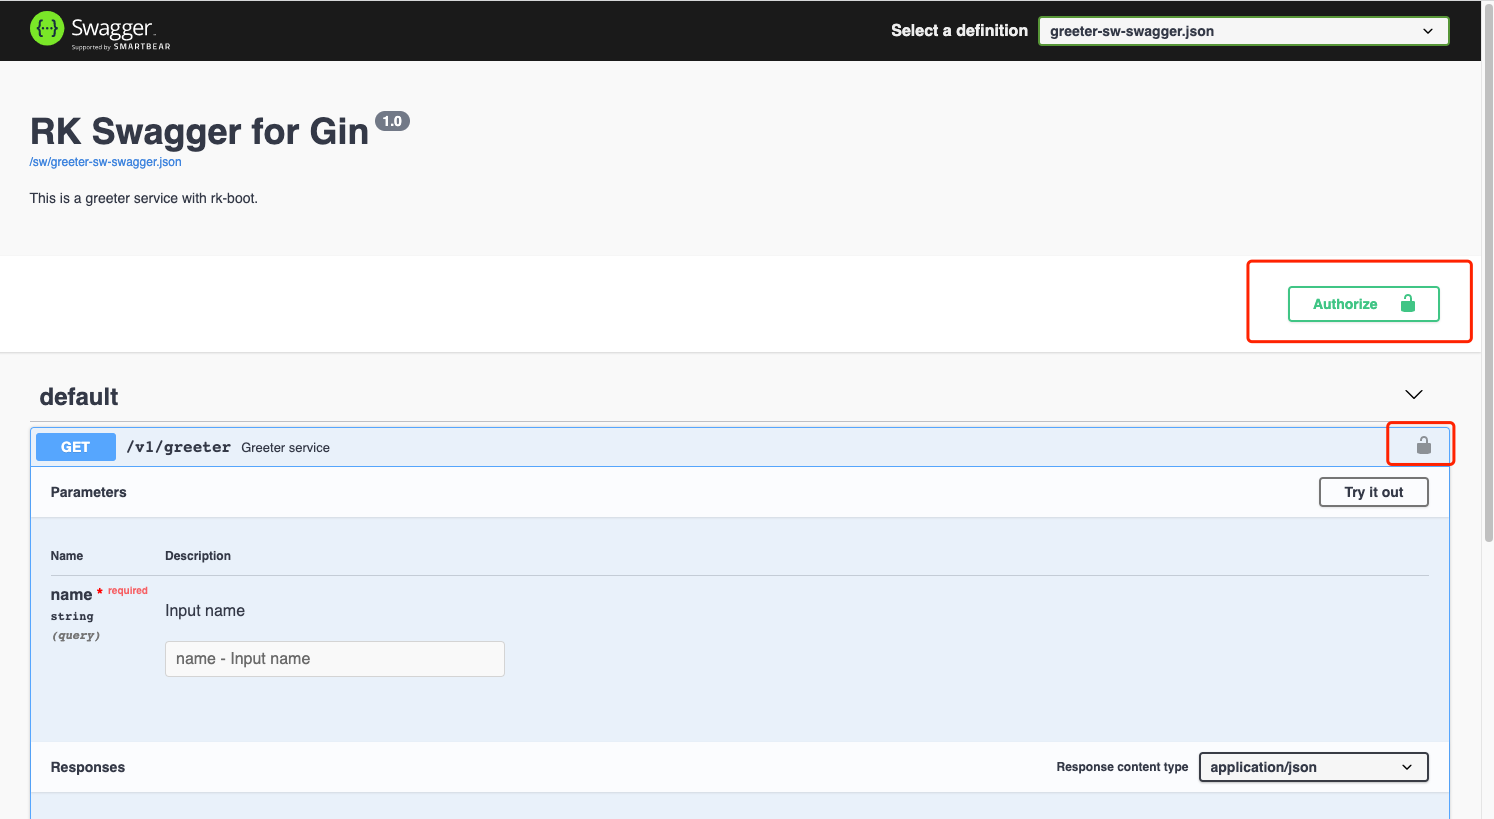 Swagger
Supported by SMARTBEAR
Select a definition
greeter-sw-swagger.json
RK Swagger for Gin 1.0
/sw/greeter-sw-swagger.json
This is a greeter service with rk-boot.
Authorize
default
GET /v1/greeter Greeter service
Parameters
Try it out
Name Description
name * required
string
(query)
Input name
name - Input name
Responses
Response content type
application/json